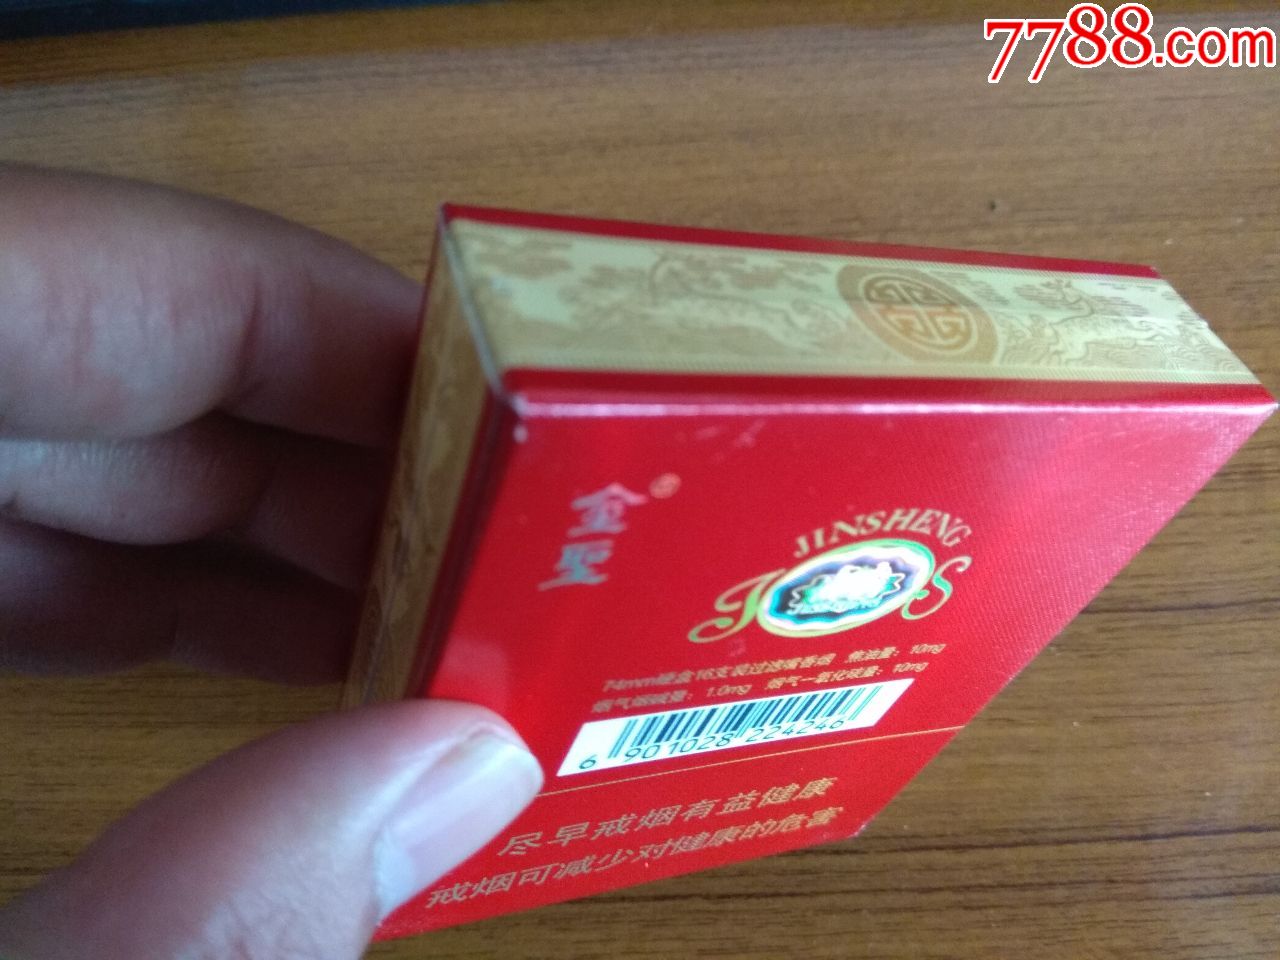 7788.com
金聖®
JINSHENG
JS
74mm硬盒16支装过滤嘴香烟 焦油量：10mg
烟气烟碱量：1.0mg 烟气一氧化碳量：10mg
6 901028 224246
尽早戒烟有益健康
戒烟可减少对健康的危害